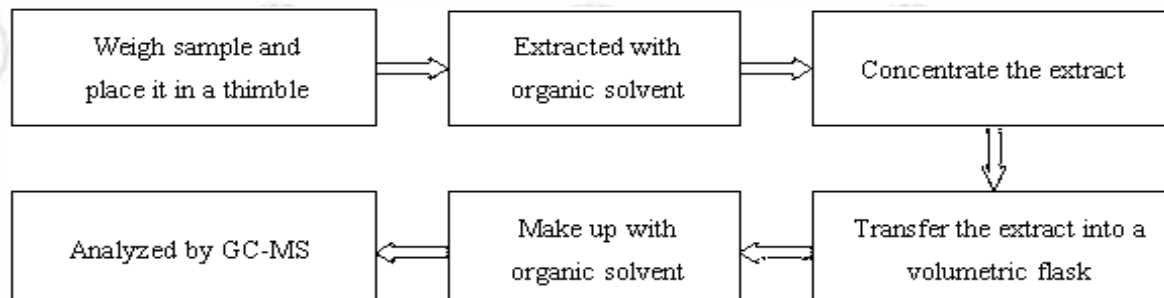 Weigh sample and
place it in a thimble
Extracted with
organic solvent
Concentrate the extract
Transfer the extract into a
volumetric flask
Make up with
organic solvent
Analyzed by GC-MS